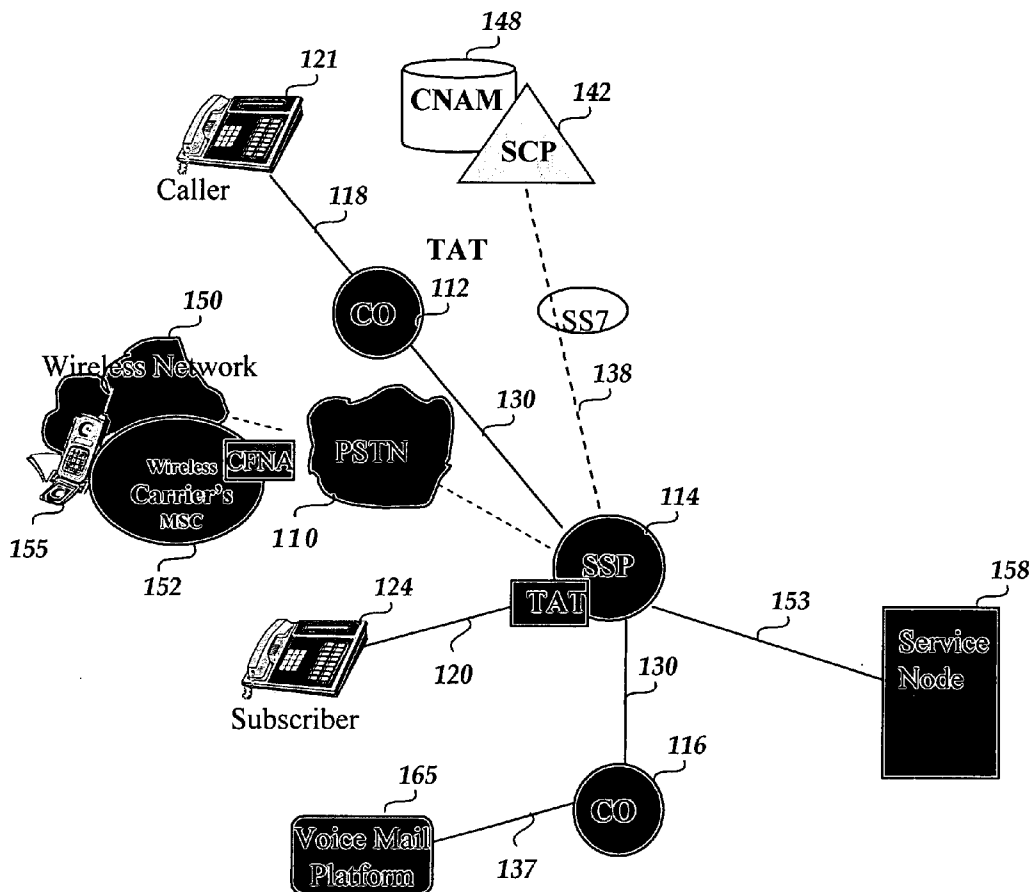 148
121
142
CNAM
SCP
Caller
118
TAT
CO
112
SS7
150
Wireless Network
138
130
PSTN
CFNA
Wireless
Carrier's
MSC
114
155
110
SSP
152
158
124
TAT
153
Service
Node
120
130
Subscriber
116
165
CO
Voice Mail
Platform
137